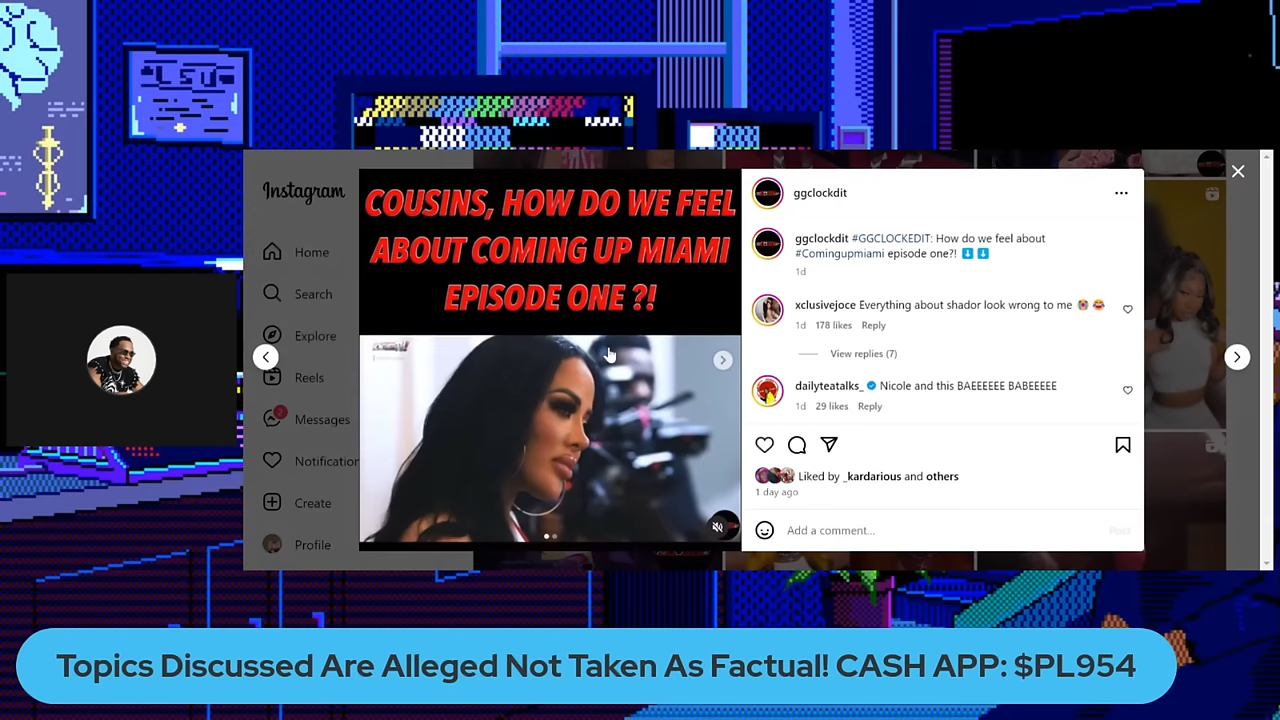 LSU
Instagram
Home
Search
Explore
Reels
2
Messages
Notification
Create
Profile
COUSINS, HOW DO WE FEEL
ABOUT COMING UP MIAMI
EPISODE ONE ?!
ggclockdit
ggclockdit #GGCLOCKEDIT: How do we feel about
#Comingupmiami episode one?! ⬇️ ⬇️
1d
xclusivejoce Everything about shador look wrong to me 😭 😂
1d 178 likes Reply
View replies (7)
dailyteatalks_ Nicole and this BAEEEEEE BABEEEEE
1d 29 likes Reply
Liked by _kardarious and others
1 day ago
Add a comment...
Post
Topics Discussed Are Alleged Not Taken As Factual! CASH APP: $PL954